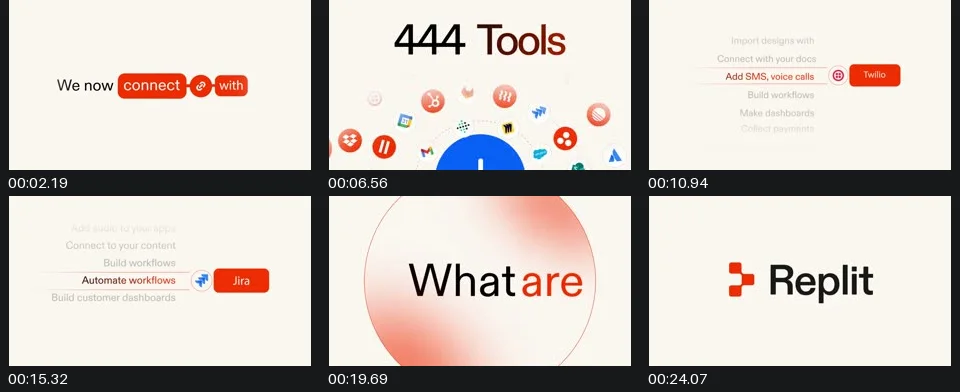 We now connect with
00:02.19
444 Tools
00:06.56
Import designs with
Connect with your docs
Add SMS, voice calls
Twilio
Build workflows
Make dashboards
Collect payments
00:10.94
Add audio to your apps
Connect to your content
Build workflows
Automate workflows
Jira
Build customer dashboards
00:15.32
What are
00:19.69
Replit
00:24.07